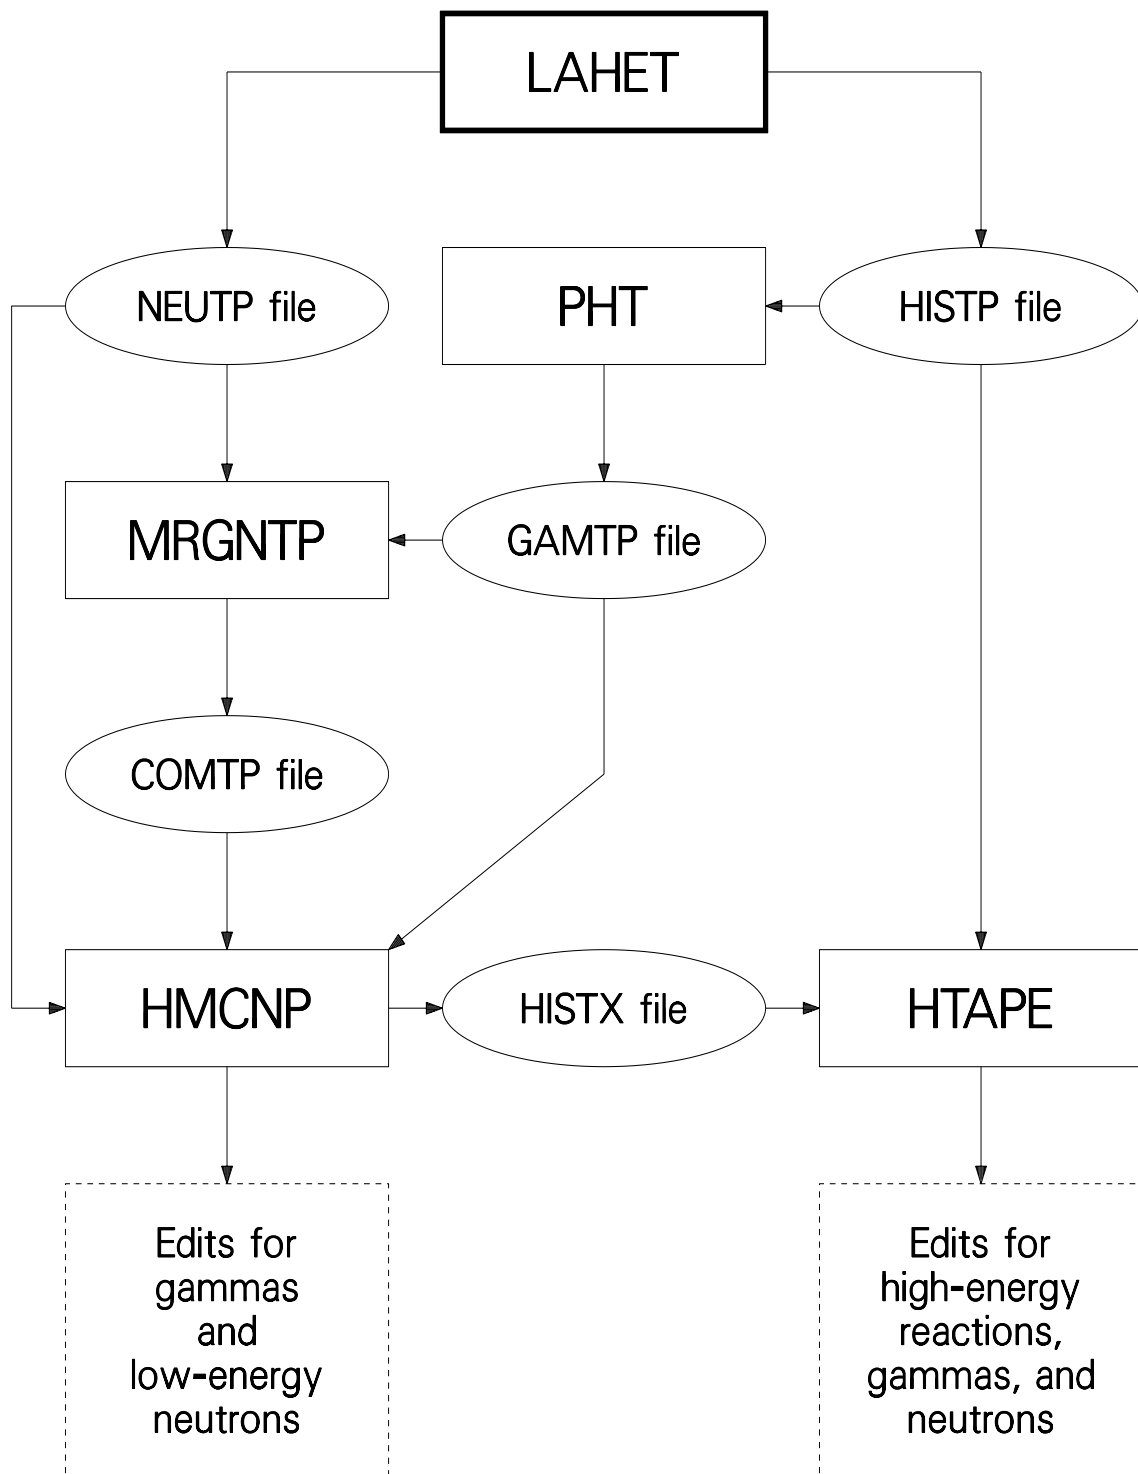 LAHET
NEUTP file
PHT
HISTP file
MRGNTP
GAMTP file
COMTP file
HMCNP
HISTX file
HTAPE
Edits for
gammas
and
low-energy
neutrons
Edits for
high-energy
reactions,
gammas, and
neutrons